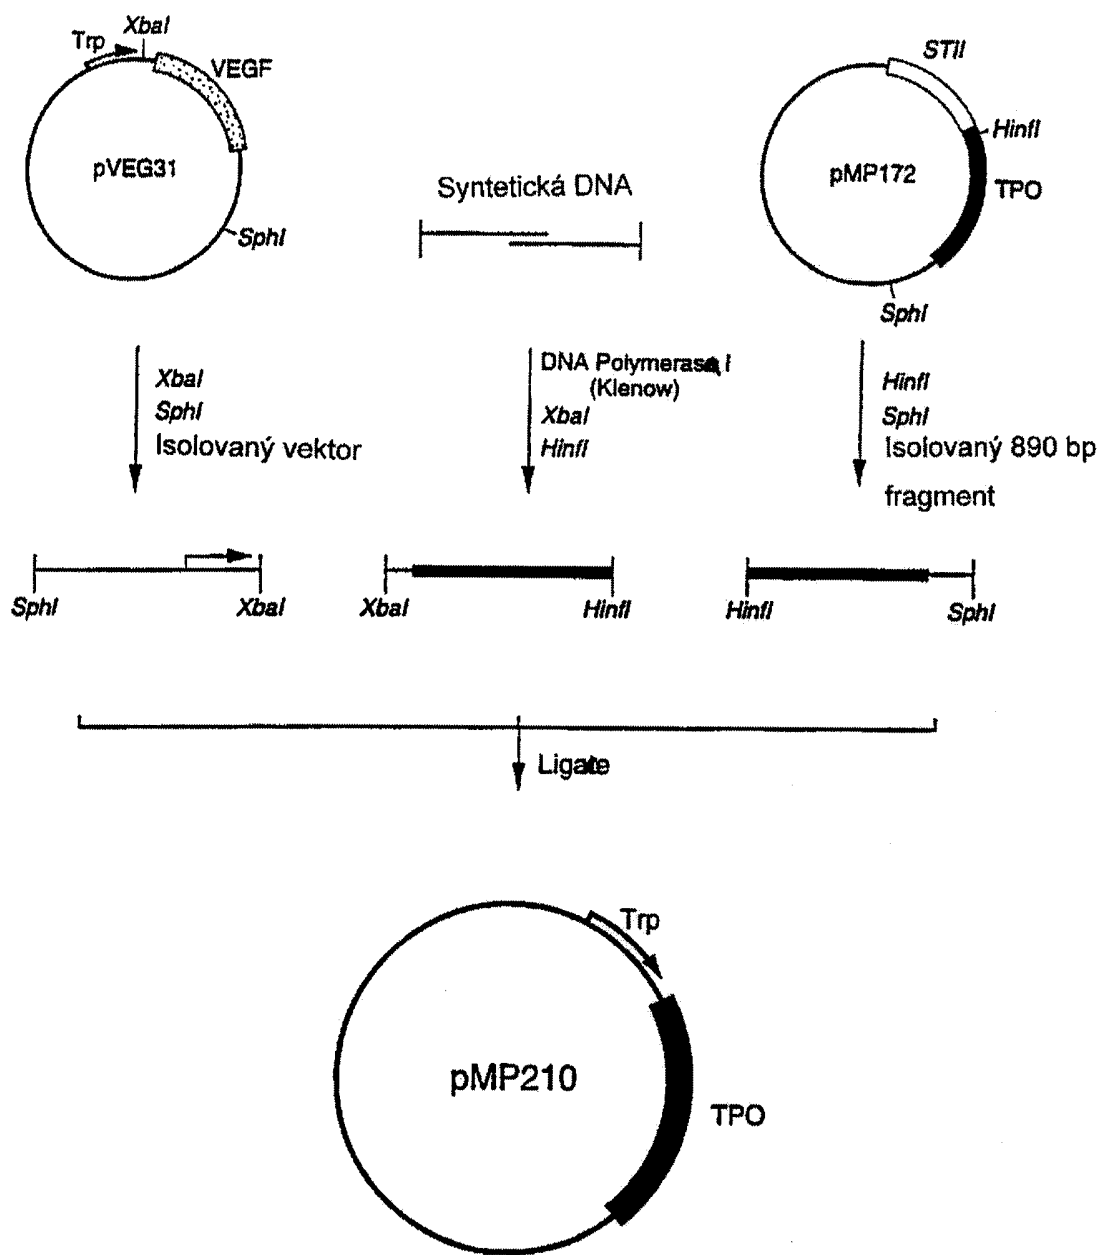 XbaI
Trp
VEGF
pVEG31
SphI
Syntetická DNA
STII
HinfI
pMP172
TPO
SphI
XbaI
SphI
Isolovaný vektor
DNA Polymerasa I
(Klenow)
XbaI
HinfI
HinfI
SphI
Isolovaný 890 bp
fragment
SphI
XbaI
XbaI
HinfI
HinfI
SphI
Trp
pMP210
TPO